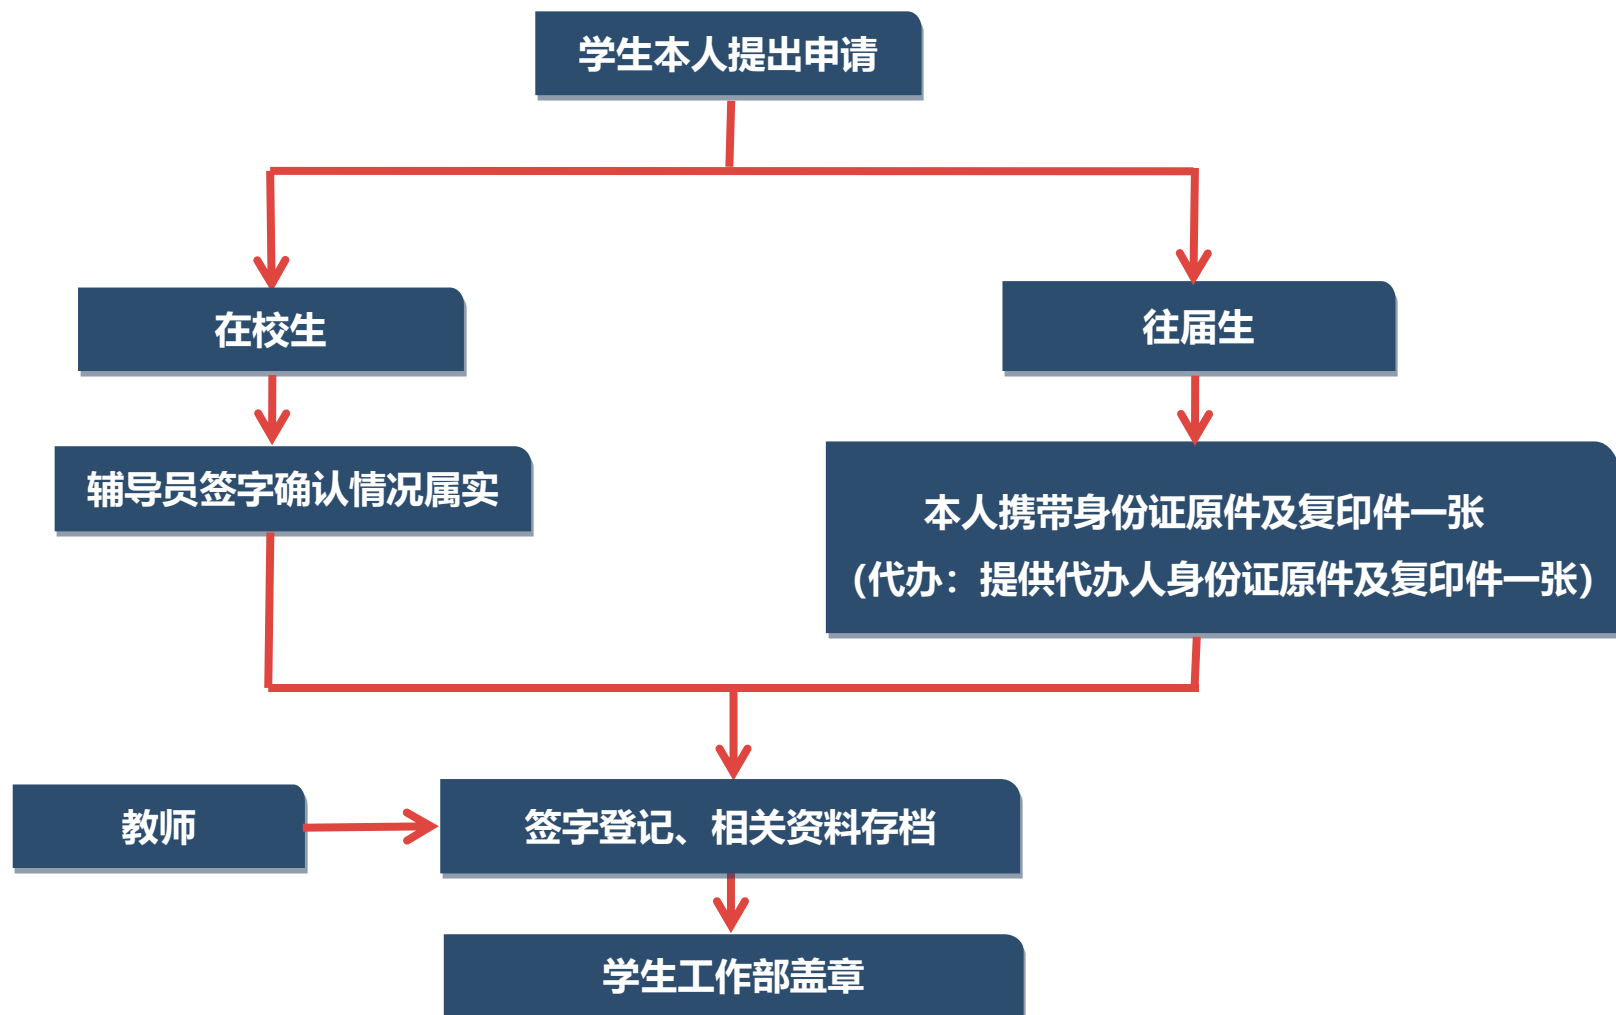 学生本人提出申请
在校生
往届生
辅导员签字确认情况属实
本人携带身份证原件及复印件一张
（代办：提供代办人身份证原件及复印件一张）
教师
签字登记、相关资料存档
学生工作部盖章